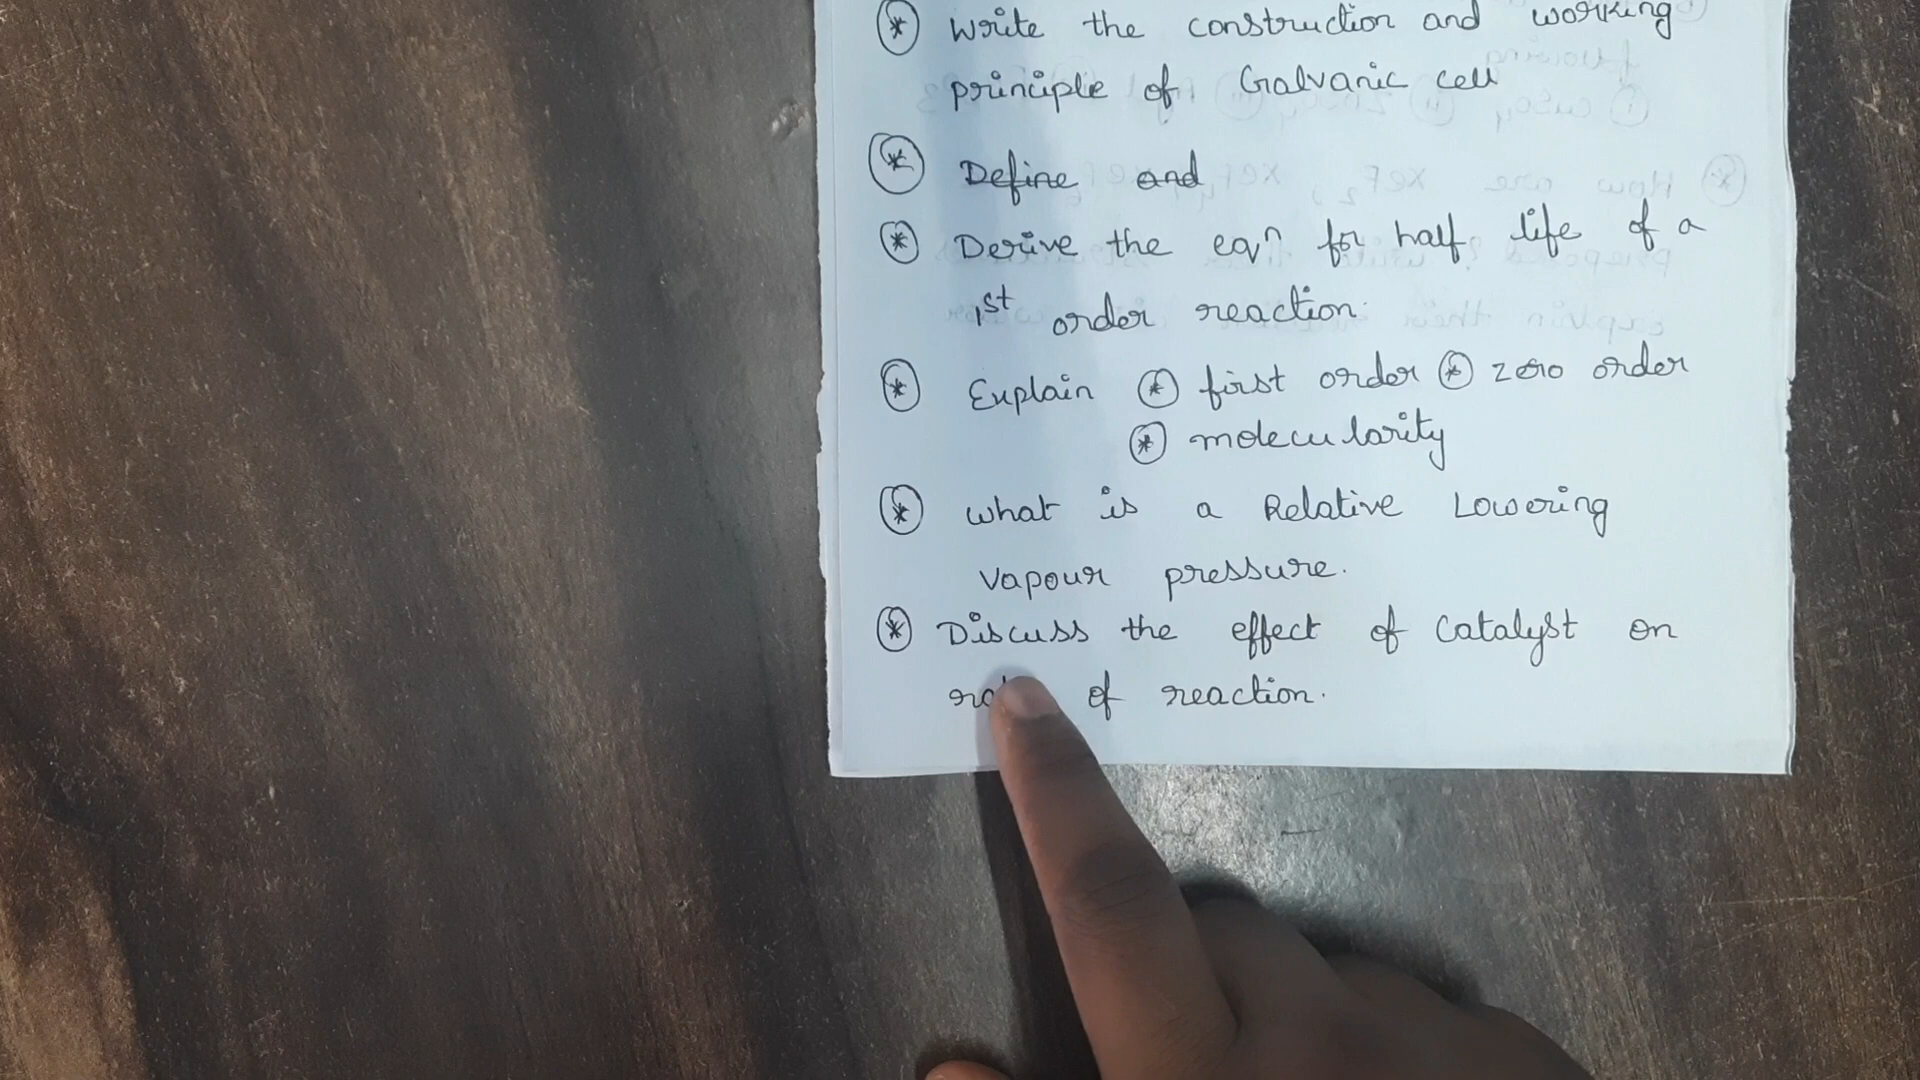 * Write the construction and working
principle of Galvanic cell
* Define and
* Derive the eqn for half life of a
1st order reaction.
* Explain * first order * zero order
* molecularity
* what is a Relative Lowering
Vapour pressure.
* Discuss the effect of Catalyst on
of reaction.